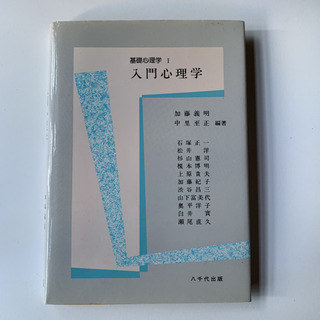 基礎心理学 1
入門心理学
加藤義明
中里至正 編著
石塚正一
松井洋
杉山憲司
榎本博明
上原貴夫
加藤紀子
渋谷昌三
山下富美代
奥平洋子
白井寛
瀬尾直久
八千代出版